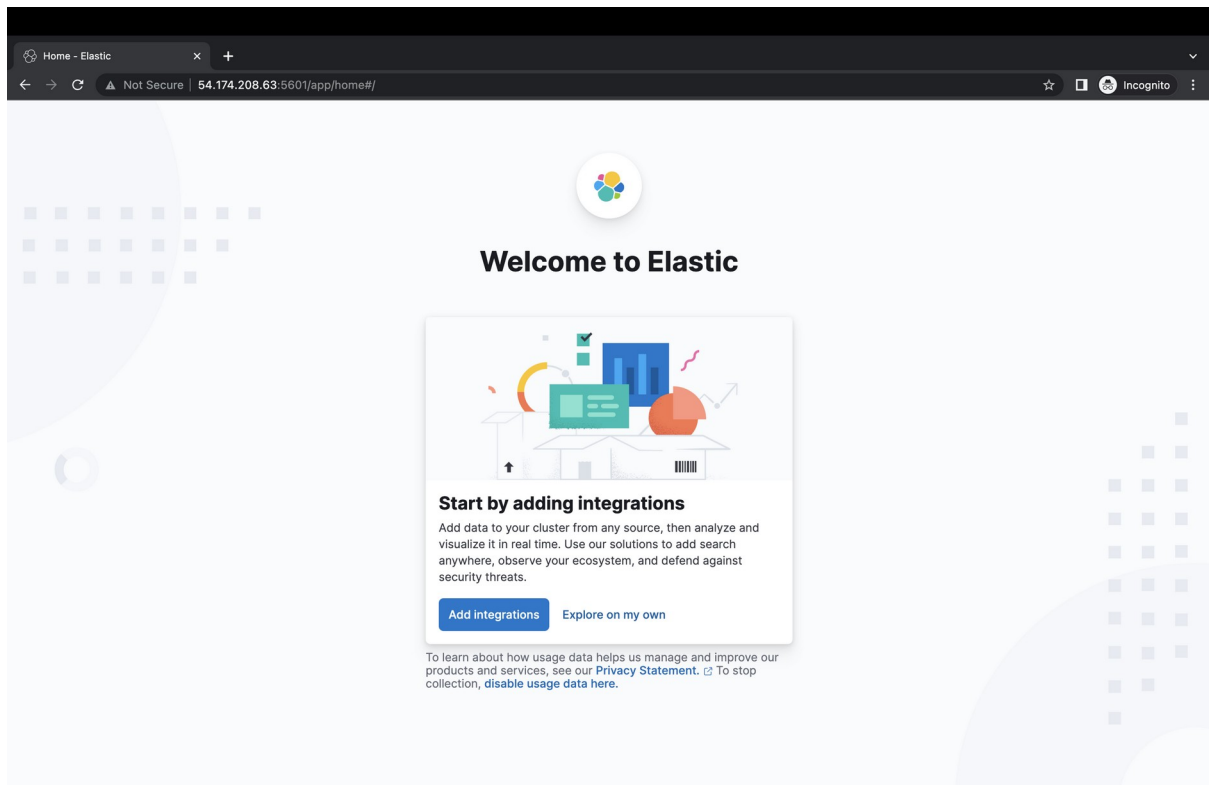 Home - Elastic
Not Secure | 54.174.208.63:5601/app/home#/
Incognito
Welcome to Elastic
Start by adding integrations
Add data to your cluster from any source, then analyze and
visualize it in real time. Use our solutions to add search
anywhere, observe your ecosystem, and defend against
security threats.
Add integrations Explore on my own
To learn about how usage data helps us manage and improve our
products and services, see our Privacy Statement. To stop
collection, disable usage data here.